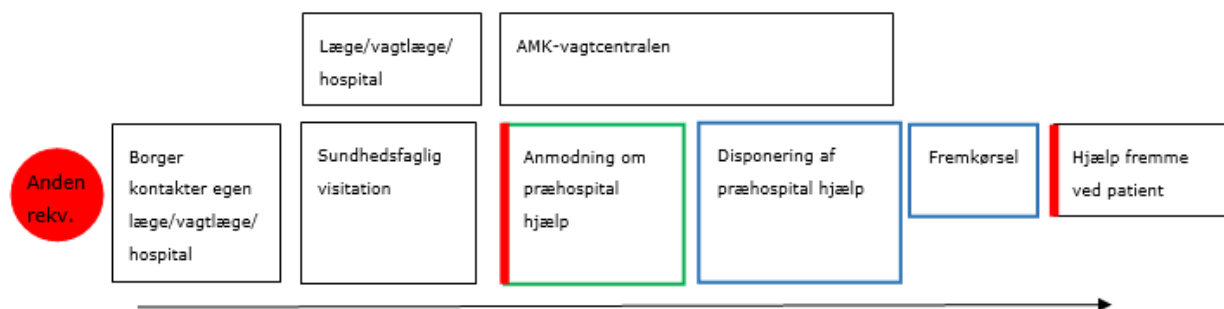 Læge/vagtlæge/
hospital
AMK-vagtcentralen
Anden
rekv.
Borger
kontakter egen
læge/vagtlæge/
hospital
Sundhedsfaglig
visitation
Anmodning om
præhospital
hjælp
Disponering af
præhospital hjælp
Fremkørsel
Hjælp fremme
ved patient